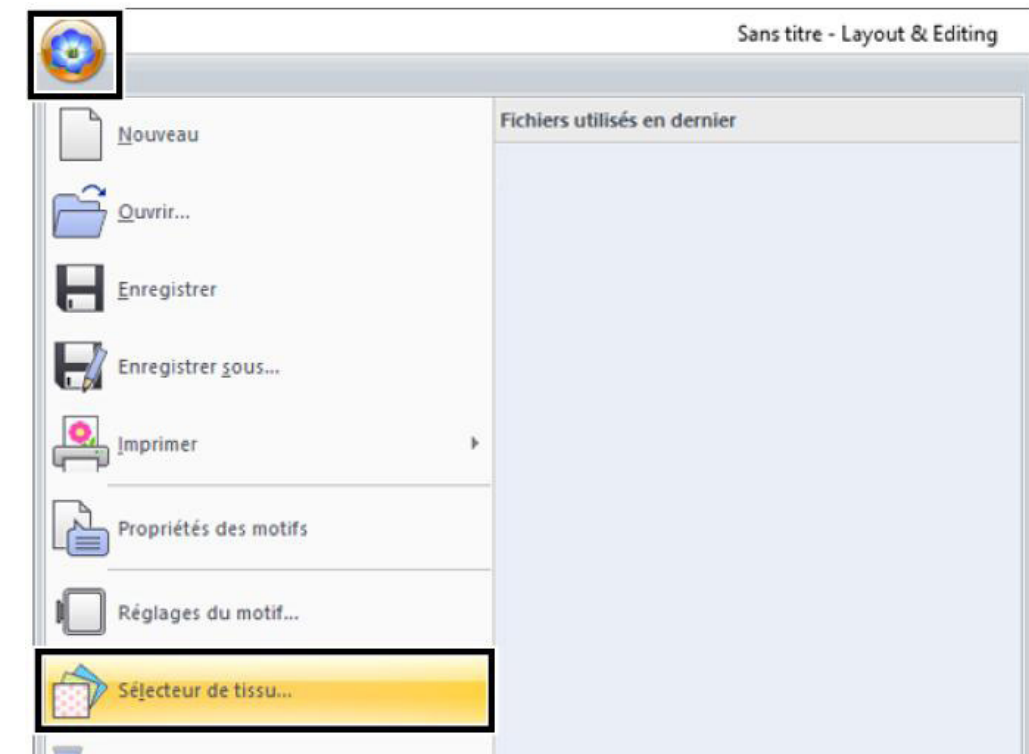 Sans titre - Layout & Editing
Nouveau
Fichiers utilisés en dernier
Ouvrir...
Enregistrer
Enregistrer sous...
Imprimer
Propriétés des motifs
Réglages du motif...
Sélecteur de tissu...